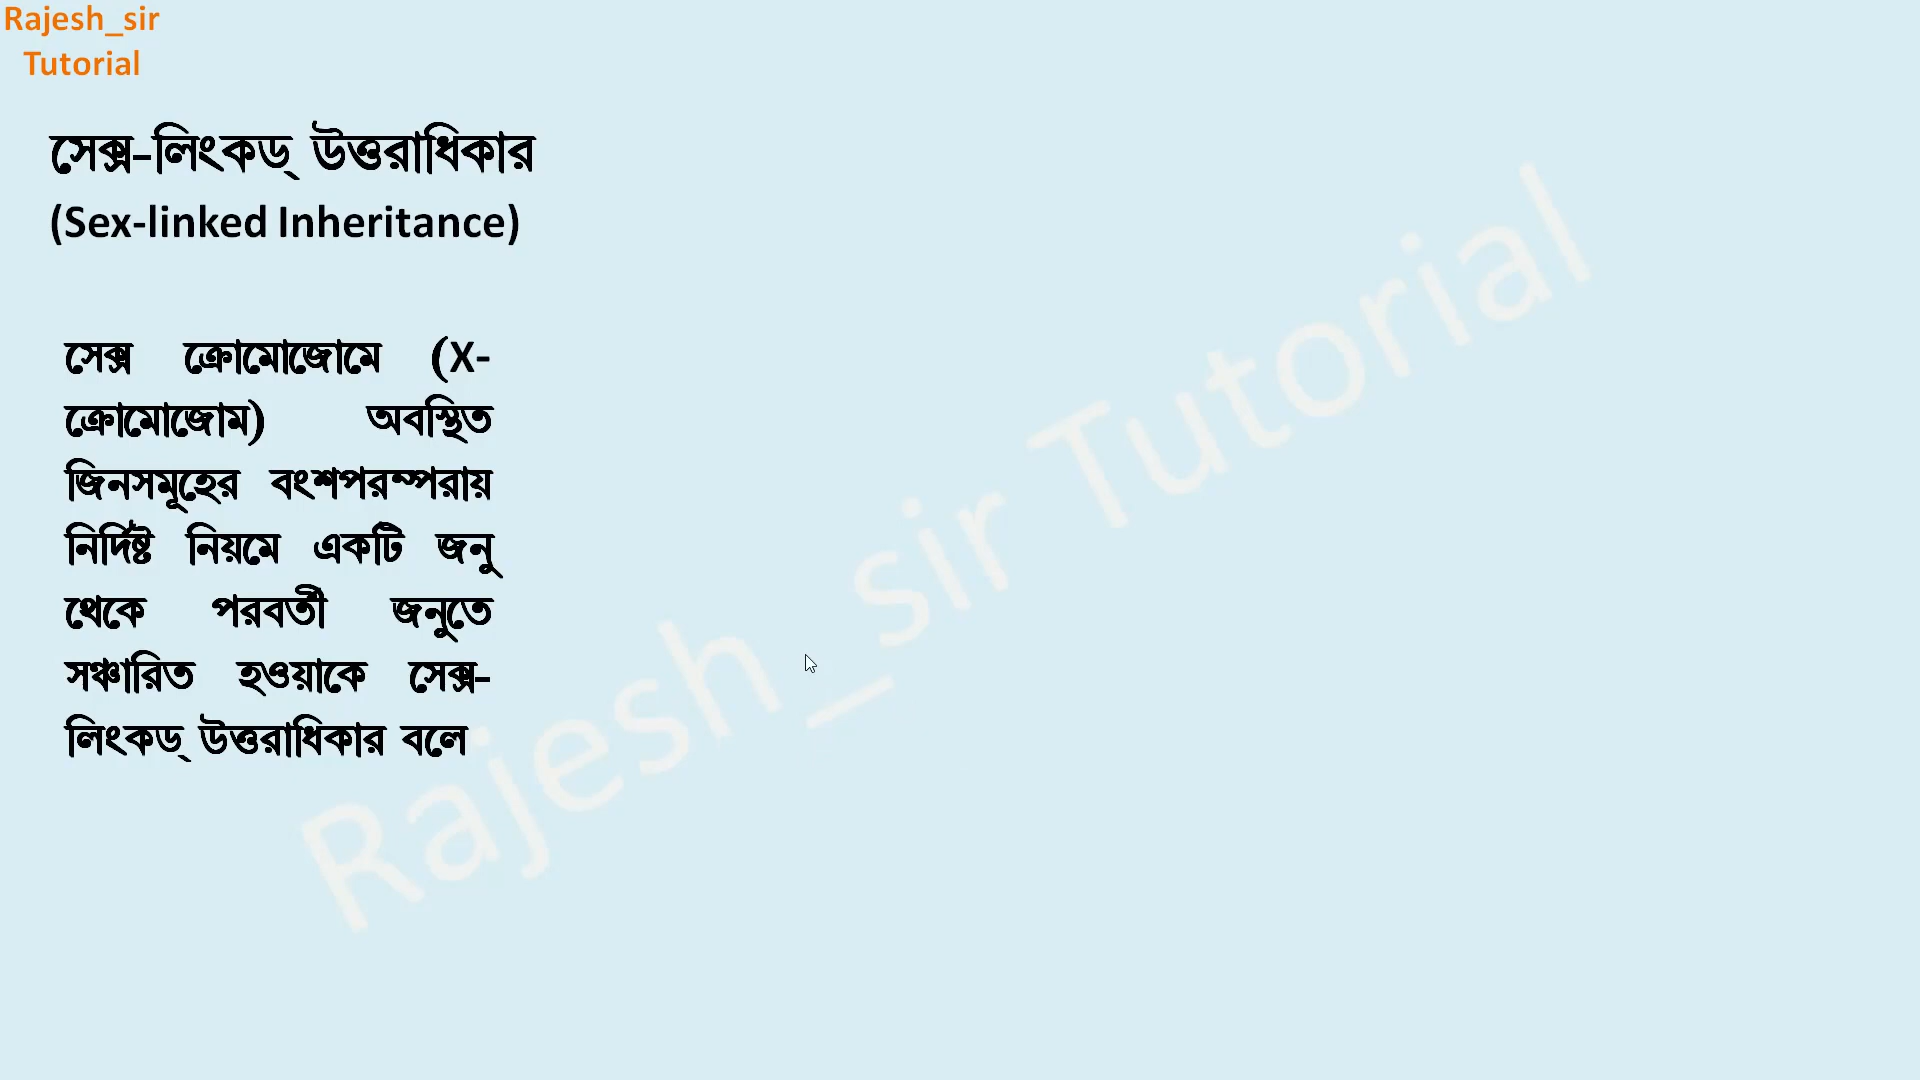 Rajesh_sir
Tutorial
সেক্স-লিংকড্ উত্তরাধিকার
(Sex-linked Inheritance)
সেক্স ক্রোমোজোমে (X-
ক্রোমোজোম) অবস্থিত
জিনসমূহের বংশপরম্পরায়
নির্দিষ্ট নিয়মে একটি জনু
থেকে পরবর্তী জনুতে
সঞ্চারিত হওয়াকে সেক্স-
লিংকড্ উত্তরাধিকার বলে
Rajesh_sir Tutorial